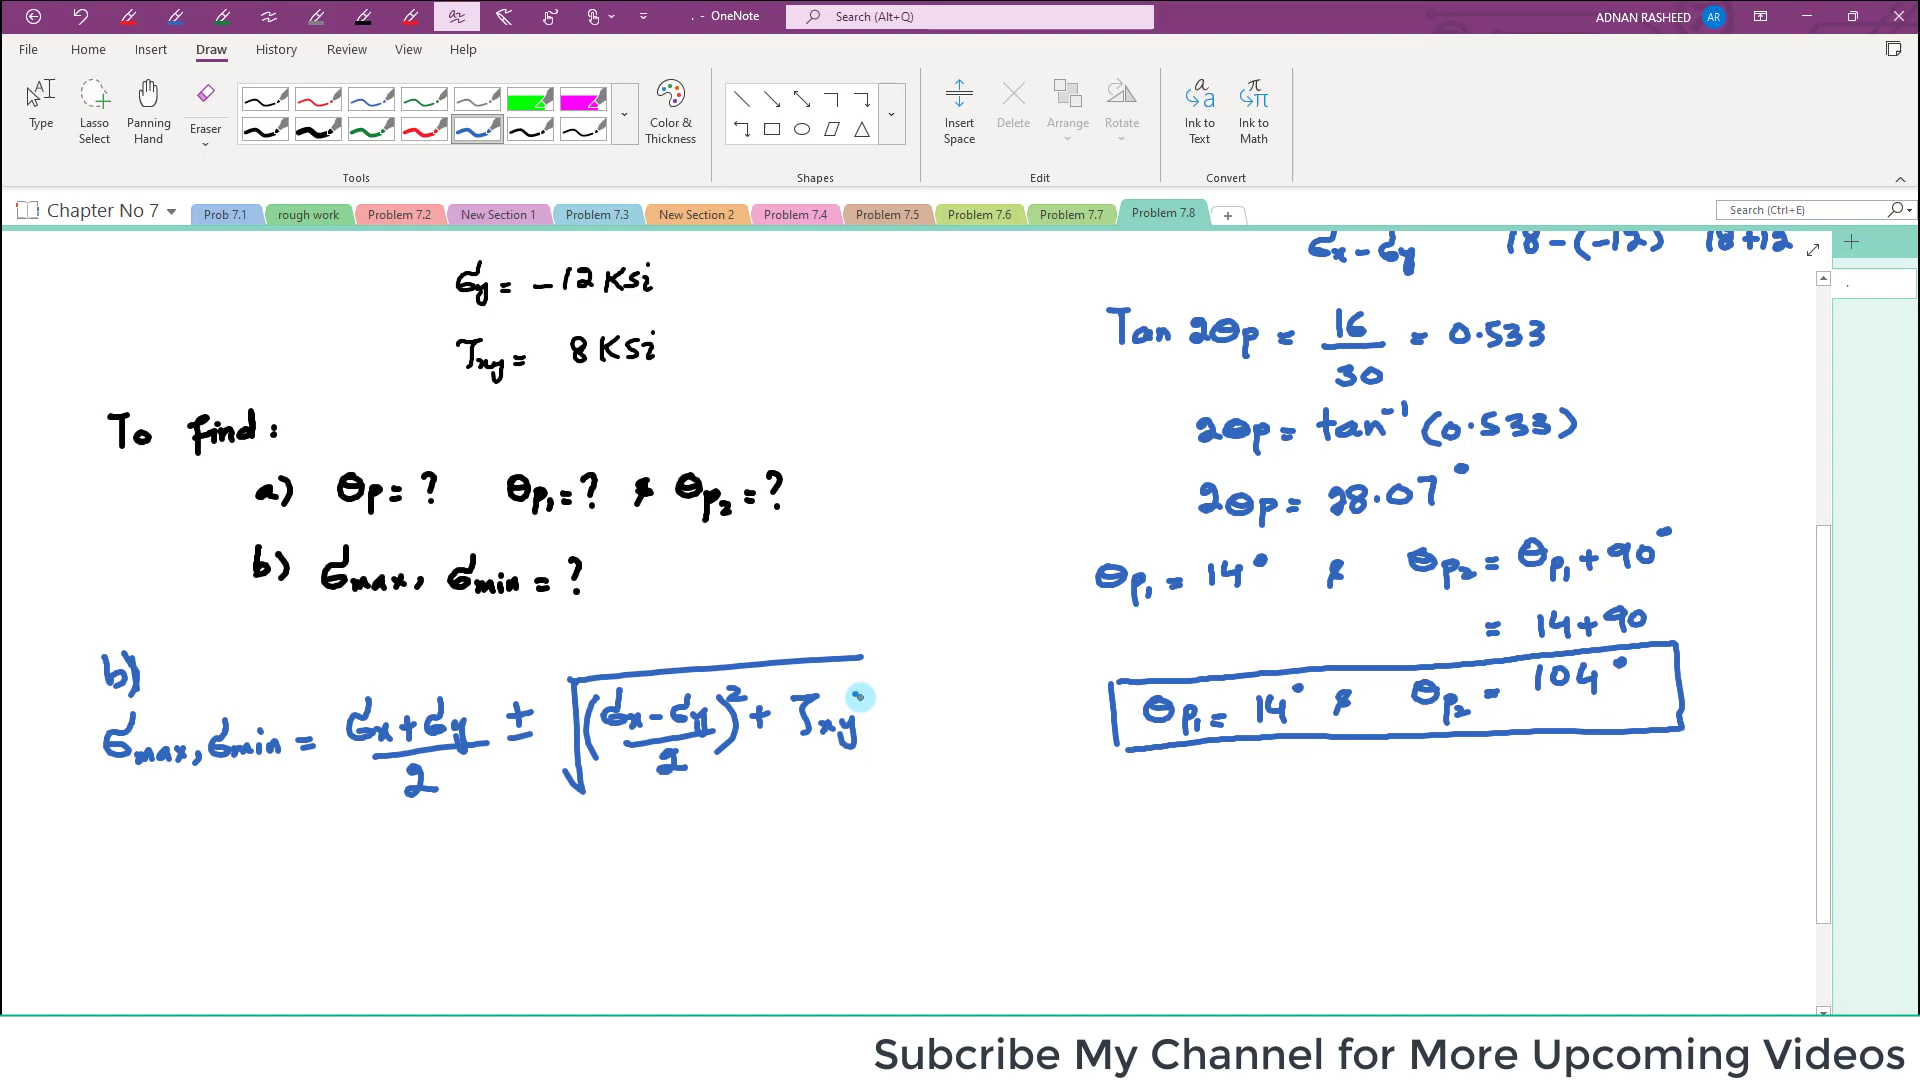 . - OneNote
Search (Alt+Q)
ADNAN RASHEED AR
File Home Insert Draw History Review View Help
Type
Lasso Select
Panning Hand
Eraser
Color & Thickness
Insert Space
Delete
Arrange
Rotate
Ink to Text
Ink to Math
Tools Shapes Edit Convert
Chapter No 7
Prob 7.1 rough work Problem 7.2 New Section 1 Problem 7.3 New Section 2 Problem 7.4 Problem 7.5 Problem 7.6 Problem 7.7 Problem 7.8
Search (Ctrl+E)
σy = -12 Ksi
τxy = 8 Ksi
To find:
a) θp = ? θp1 = ? & θp2 = ?
b) σmax, σmin = ?
b)
σmax, σmin = (σx + σy)/2 ± √((σx - σy)/2)² + τxy
σx - σy 18-(-12) 18+12
Tan 2θp = 16/30 = 0.533
2θp = tan⁻¹ (0.533)
2θp = 28.07°
θp1 = 14° & θp2 = θp1 + 90°
= 14+90
θp1 = 14° & θp2 = 104°
Subcribe My Channel for More Upcoming Videos